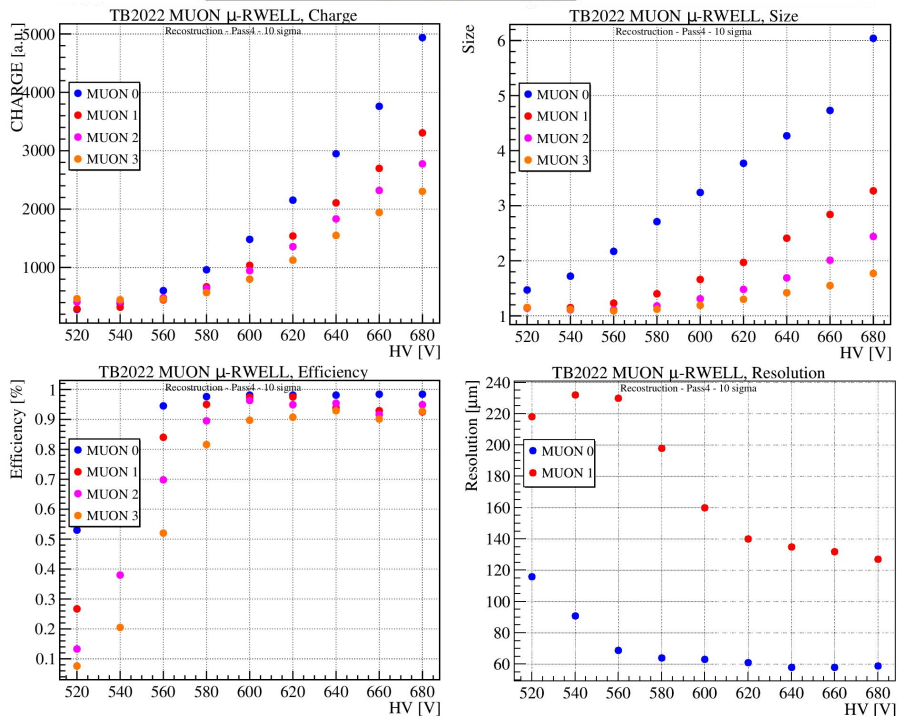 TB2022 MUON μ-RWELL, Charge
Recostruction - Pass4 - 10 sigma
CHARGE [a.u.]
5000
4000
3000
2000
1000
MUON 0
MUON 1
MUON 2
MUON 3
520 540 560 580 600 620 640 660 680
HV [V]
TB2022 MUON μ-RWELL, Size
Recostruction - Pass4 - 10 sigma
Size
6
5
4
3
2
1
MUON 0
MUON 1
MUON 2
MUON 3
520 540 560 580 600 620 640 660 680
HV [V]
TB2022 MUON μ-RWELL, Efficiency
Recostruction - Pass4 - 10 sigma
Efficiency [%]
1
0.9
0.8
0.7
0.6
0.5
0.4
0.3
0.2
0.1
MUON 0
MUON 1
MUON 2
MUON 3
520 540 560 580 600 620 640 660 680
HV [V]
TB2022 MUON μ-RWELL, Resolution
Recostruction - Pass4 - 10 sigma
Resolution [μm]
240
220
200
180
160
140
120
100
80
60
MUON 0
MUON 1
520 540 560 580 600 620 640 660 680
HV [V]